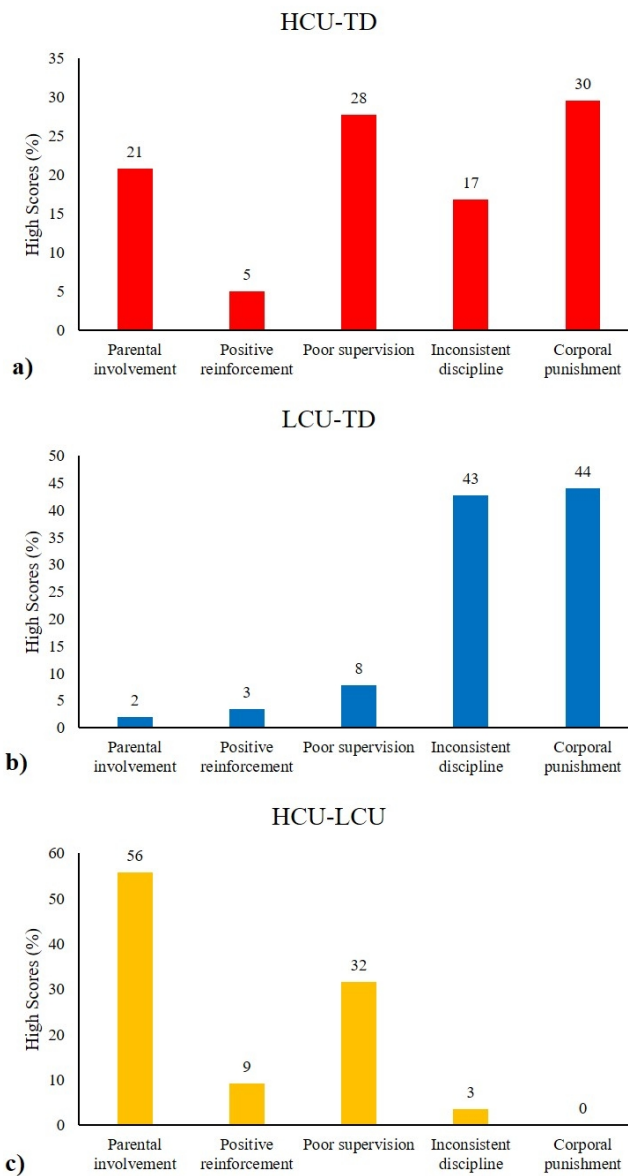 HCU-TD
High Scores (%)
35
30
25
20
15
10
5
0
21
5
28
17
30
Parental
involvement
Positive
reinforcement
Poor supervision
Inconsistent
discipline
Corporal
punishment
a)
LCU-TD
High Scores (%)
50
45
40
35
30
25
20
15
10
5
0
2
3
8
43
44
Parental
involvement
Positive
reinforcement
Poor supervision
Inconsistent
discipline
Corporal
punishment
b)
HCU-LCU
High Scores (%)
60
50
40
30
20
10
0
56
9
32
3
0
Parental
involvement
Positive
reinforcement
Poor supervision
Inconsistent
discipline
Corporal
punishment
c)